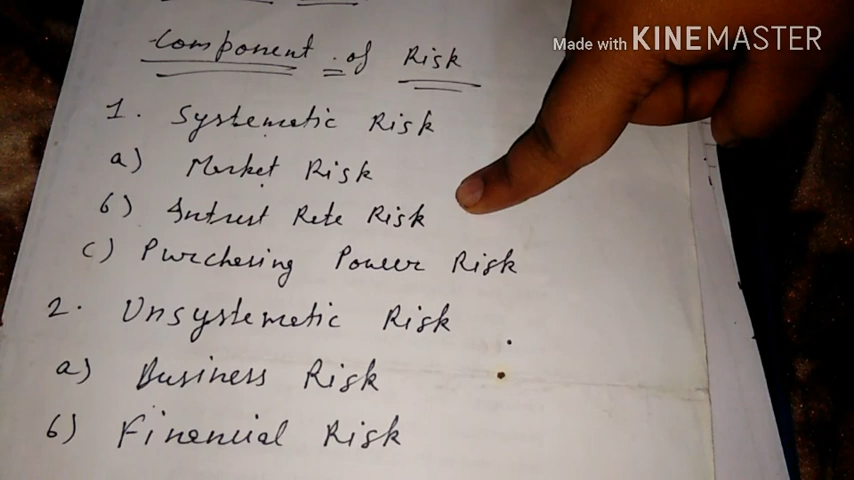 Made with KINEMASTER
Component of Risk
1. Systematic Risk
a) Market Risk
b) Intrest Rate Risk
c) Purchasing Power Risk
2. Unsystematic Risk
a) Business Risk
b) Financial Risk